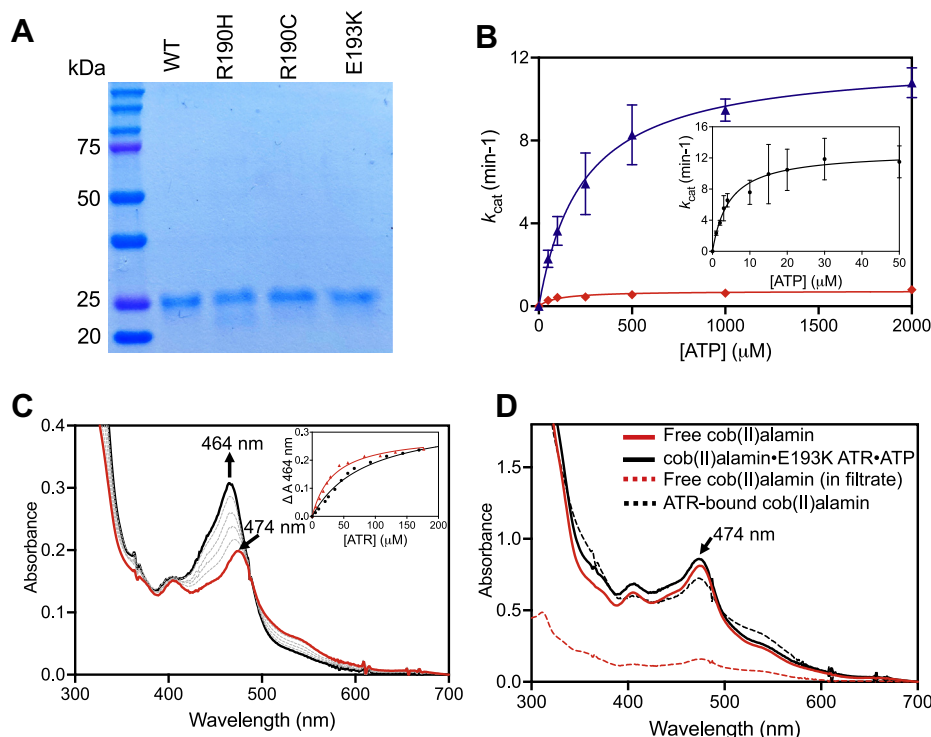 A
kDa
WT
R190H
R190C
E193K
75
50
25
20
B
kcat (min-1)
12
8
4
0
0
500
1000
1500
2000
[ATP] (μM)
kcat (min-1)
16
12
8
4
0
0
10
20
30
40
50
[ATP] (μM)
C
Absorbance
0.4
0.3
0.2
0.1
0.0
300
400
500
600
700
Wavelength (nm)
464 nm
474 nm
Δ A 464 nm
0.4
0.2
0.0
0
50
100
150
200
[ATR] (μM)
D
Absorbance
1.5
1.0
0.5
0.0
300
400
500
600
700
Wavelength (nm)
Free cob(II)alamin
cob(II)alamin•E193K ATR•ATP
Free cob(II)alamin (in filtrate)
ATR-bound cob(II)alamin
474 nm